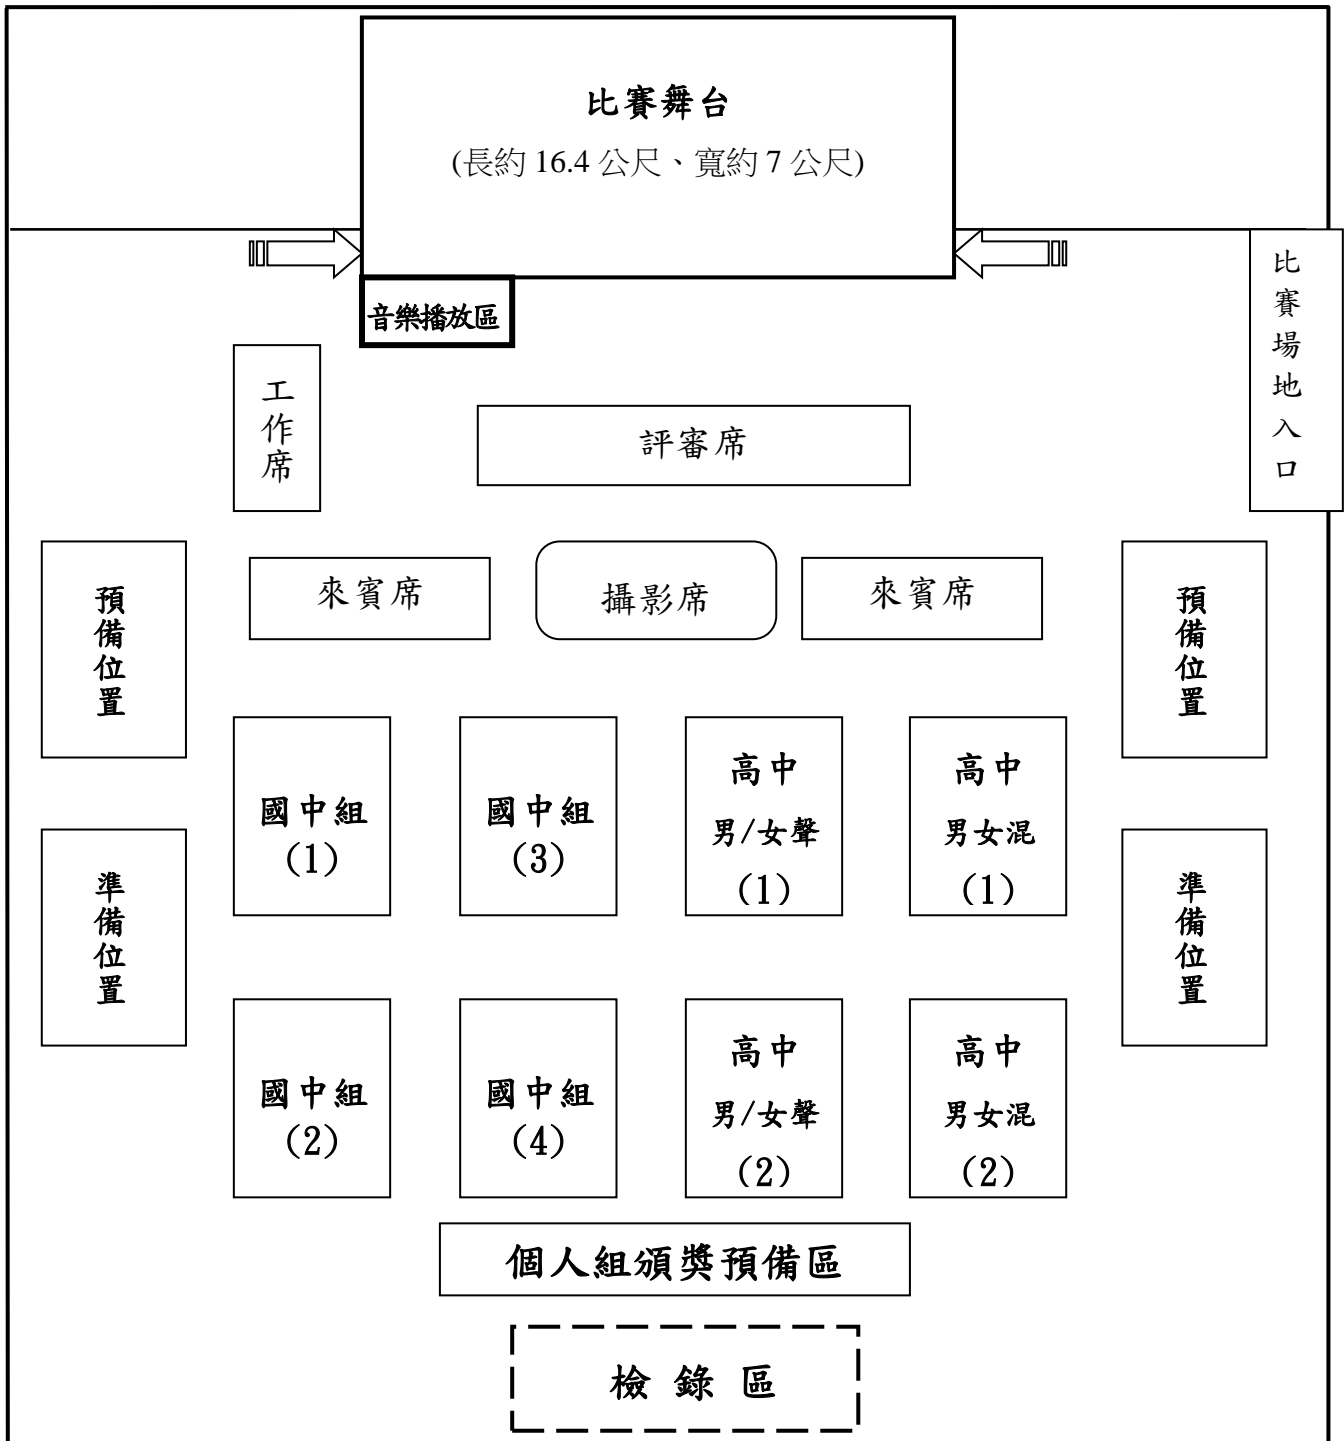 比賽舞台
(長約 16.4 公尺、寬約 7 公尺)
比賽場地入口
音樂播放區
工作席
評審席
預備位置
來賓席
攝影席
來賓席
預備位置
國中組
(1)
國中組
(3)
高中
男/女聲
(1)
高中
男女混
(1)
準備位置
準備位置
國中組
(2)
國中組
(4)
高中
男/女聲
(2)
高中
男女混
(2)
個人組頒獎預備區
檢 錄 區